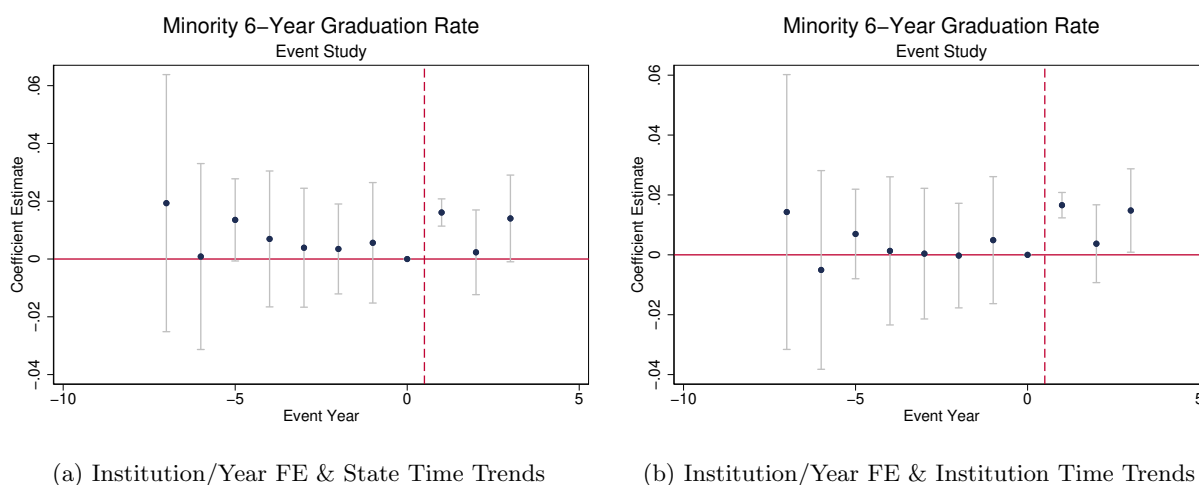 Minority 6−Year Graduation Rate
Event Study
Coefficient Estimate
.06
.04
.02
0
-.02
-.04
−10
−5
0
5
Event Year
(a) Institution/Year FE & State Time Trends
Minority 6−Year Graduation Rate
Event Study
Coefficient Estimate
.06
.04
.02
0
-.02
-.04
−10
−5
0
5
Event Year
(b) Institution/Year FE & Institution Time Trends